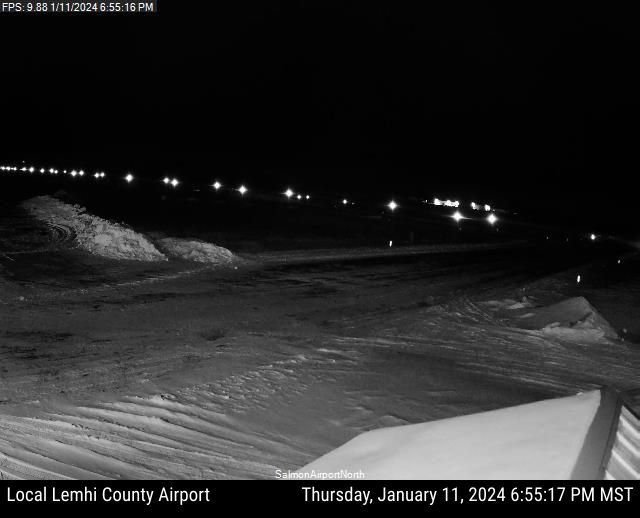 FPS: 9.88 1/11/2024 6:55:16 PM
SalmonAirportNorth
Local Lemhi County Airport Thursday, January 11, 2024 6:55:17 PM MST